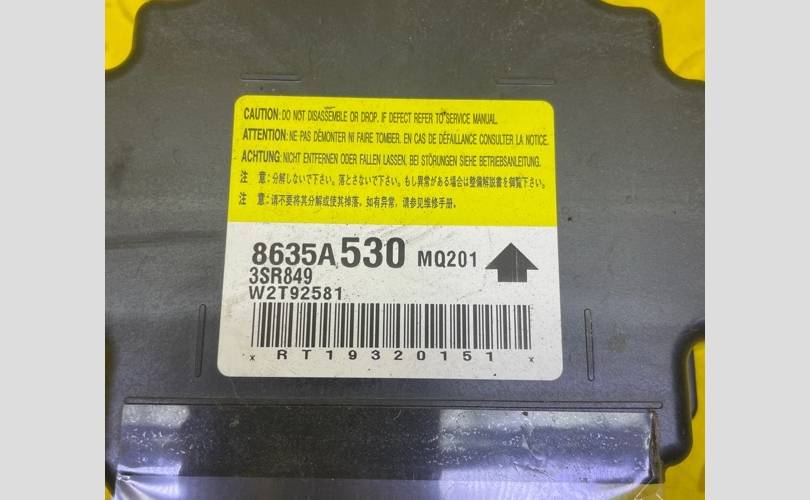 CAUTION: DO NOT DISASSEMBLE OR DROP. IF DEFECT REFER TO SERVICE MANUAL.
ATTENTION: NE PAS DÉMONTER NI FAIRE TOMBER. EN CAS DE DÉFAILLANCE CONSULTER LA NOTICE.
ACHTUNG: NICHT ENTFERNEN ODER FALLEN LASSEN. BEI STÖRUNGEN SIEHE BETRIEBSANLEITUNG.
注 意: 分解しないで下さい。落とさないで下さい。もし異常がある場合は整備解説書を御覧下さい。
注 意: 请不要将其分解或使其掉落。如有异常，请参见维修手册。
8635A530 MQ201
3SR849
W2T92581
* RT19320151 *